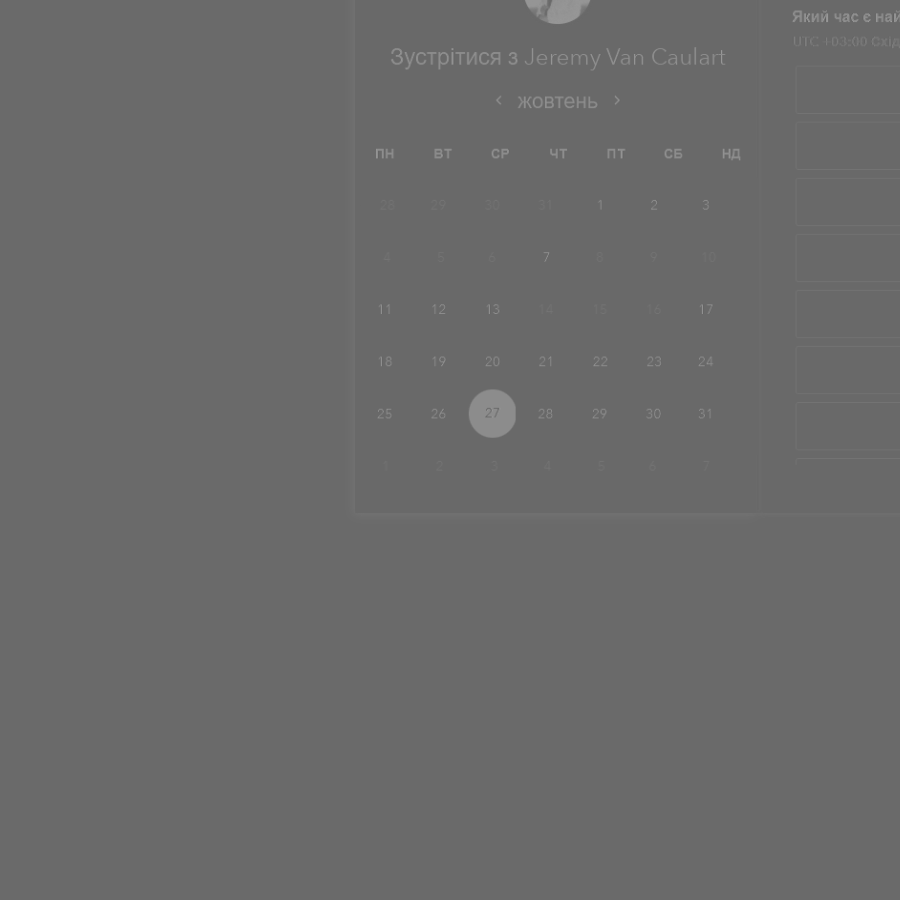 Який час є най
UTC +03:00 Схід
Зустрітися з Jeremy Van Caulart
жовтень
ПН ВТ СР ЧТ ПТ СБ НД
28 29 30 31 1 2 3
4 5 6 7 8 9 10
11 12 13 14 15 16 17
18 19 20 21 22 23 24
25 26 27 28 29 30 31
1 2 3 4 5 6 7